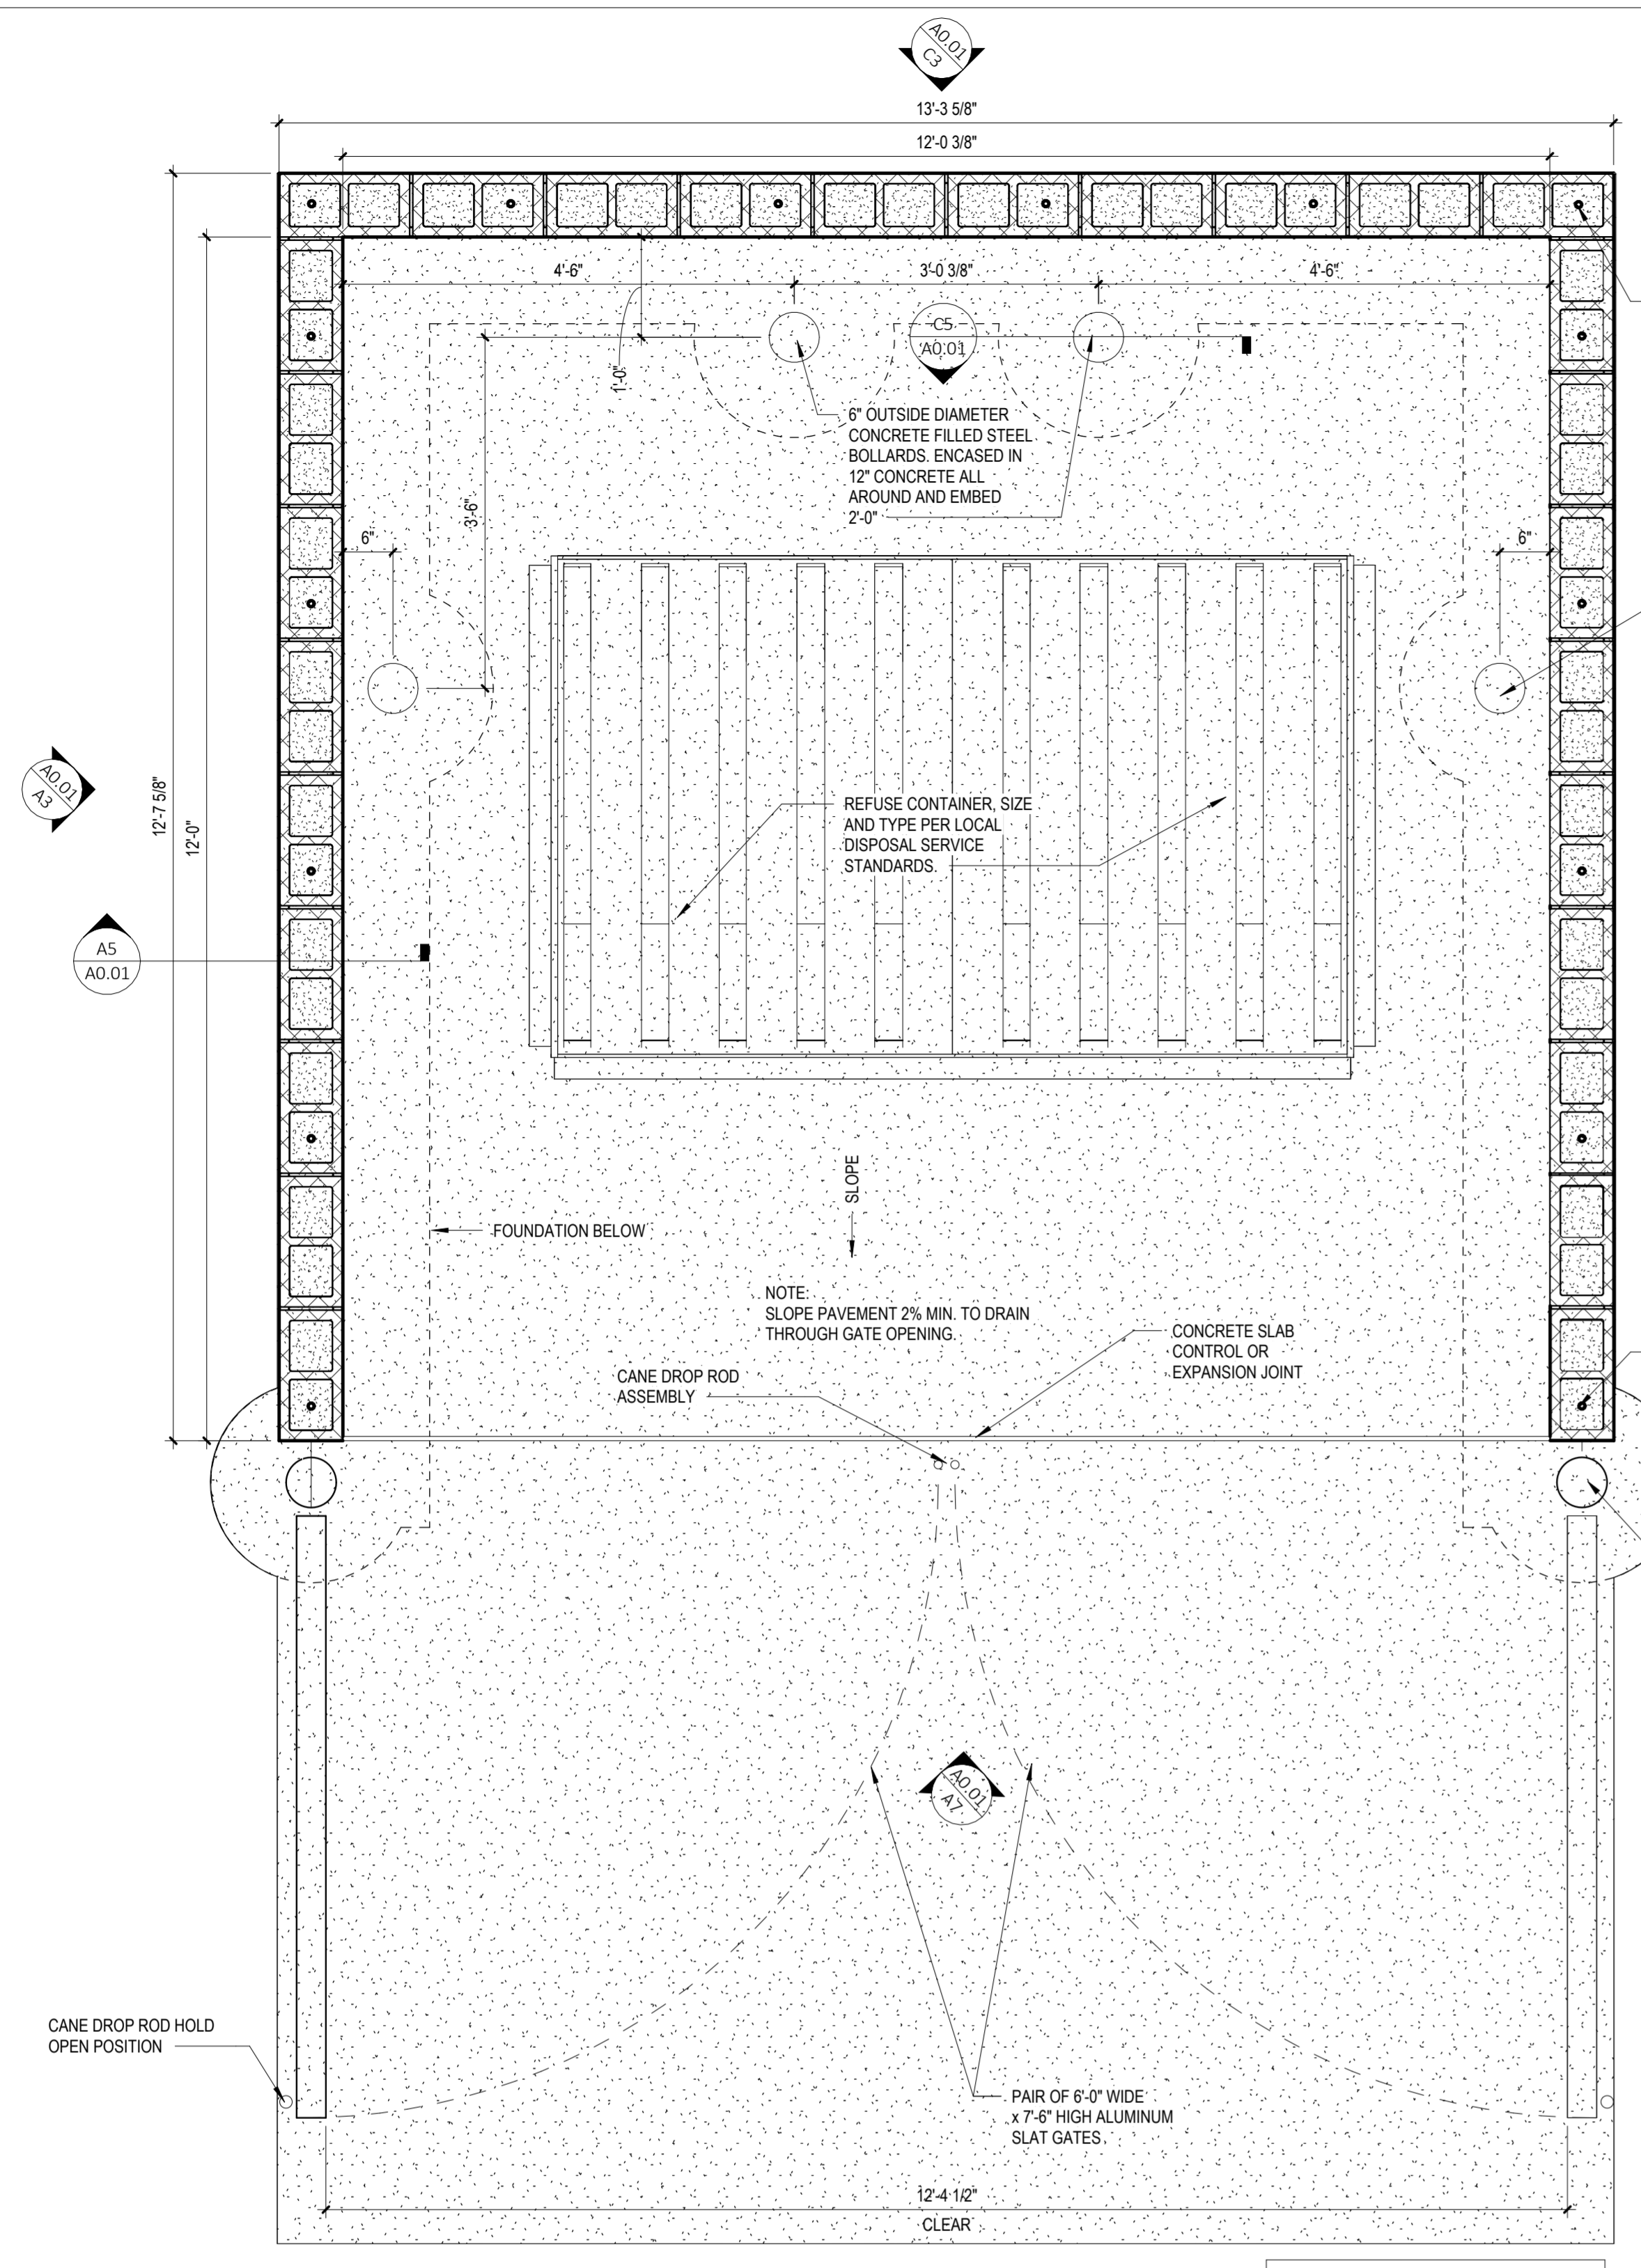 A0.01
C3
13'-3 5/8"
12'-0 3/8"
4'-6"
3'-0 3/8"
4'-6"
C5
A0.01
1'-0"
6" OUTSIDE DIAMETER
CONCRETE FILLED STEEL
BOLLARDS. ENCASED IN
12" CONCRETE ALL
AROUND AND EMBED
2'-0"
3'-6"
6"
6"
A0.01
A3
12'-7 5/8"
12'-0"
REFUSE CONTAINER, SIZE
AND TYPE PER LOCAL
DISPOSAL SERVICE
STANDARDS.
A5
A0.01
SLOPE
FOUNDATION BELOW
NOTE:
SLOPE PAVEMENT 2% MIN. TO DRAIN
THROUGH GATE OPENING.
CONCRETE SLAB
CONTROL OR
EXPANSION JOINT
CANE DROP ROD
ASSEMBLY
A0.01
A7
CANE DROP ROD HOLD
OPEN POSITION
PAIR OF 6'-0" WIDE
x 7'-6" HIGH ALUMINUM
SLAT GATES
12'-4 1/2"
CLEAR